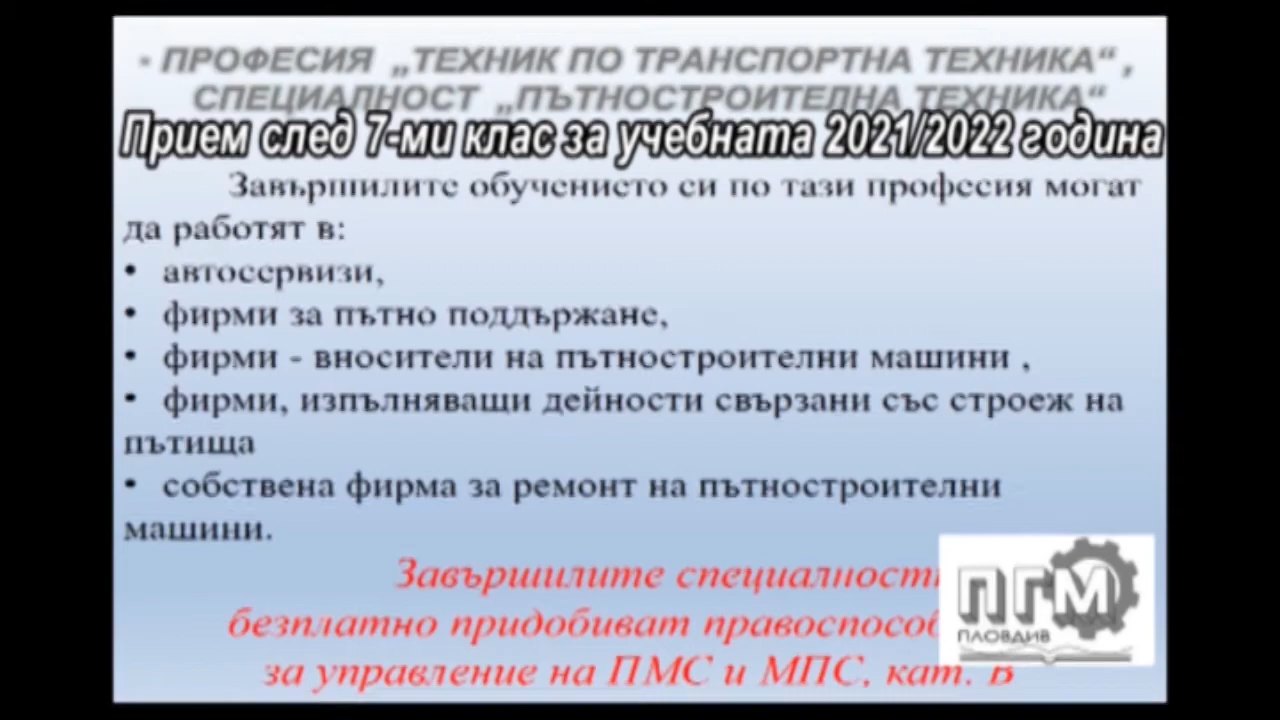 - ПРОФЕСИЯ „ТЕХНИК ПО ТРАНСПОРТНА ТЕХНИКА“ ,
СПЕЦИАЛНОСТ „ПЪТНОСТРОИТЕЛНА ТЕХНИКА“
Прием след 7-ми клас за учебната 2021/2022 година
Завършилите обучението си по тази професия могат
да работят в:
• автосервизи,
• фирми за пътно поддържане,
• фирми - вносители на пътностроителни машини ,
• фирми, изпълняващи дейности свързани със строеж на
пътища
• собствена фирма за ремонт на пътностроителни
машини.
Завършилите специалност
безплатно придобиват
за управление на ПМС и МПС, кат. В
ПГМ
ПЛОВДИВ